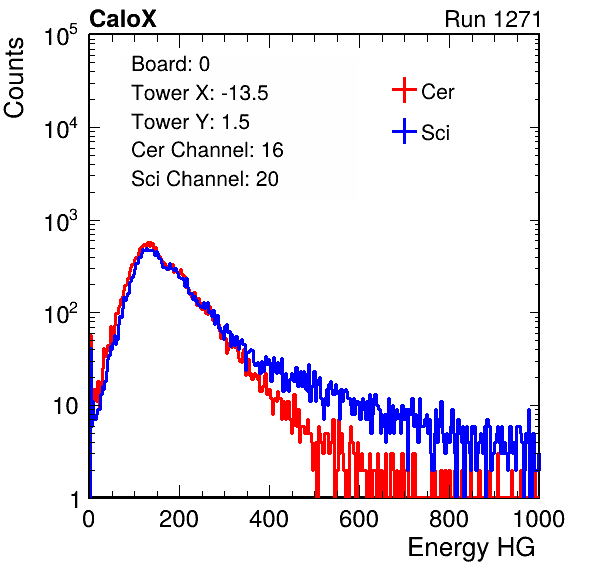 CaloX Run 1271
Counts
Board: 0
Tower X: -13.5
Tower Y: 1.5
Cer Channel: 16
Sci Channel: 20
Cer
Sci
10^5
10^4
10^3
10^2
10
1
0 200 400 600 800 1000
Energy HG